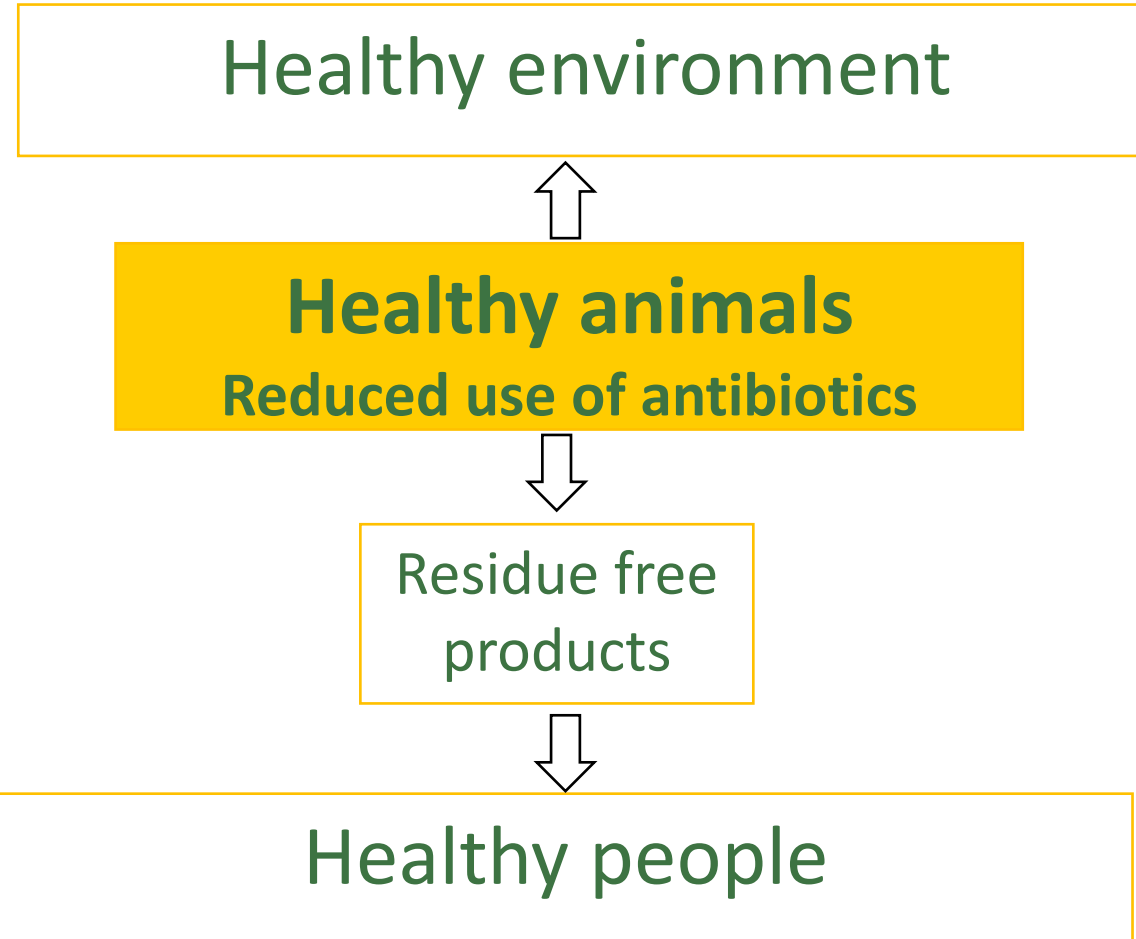 Healthy environment
Healthy animals
Reduced use of antibiotics
Residue free
products
Healthy people